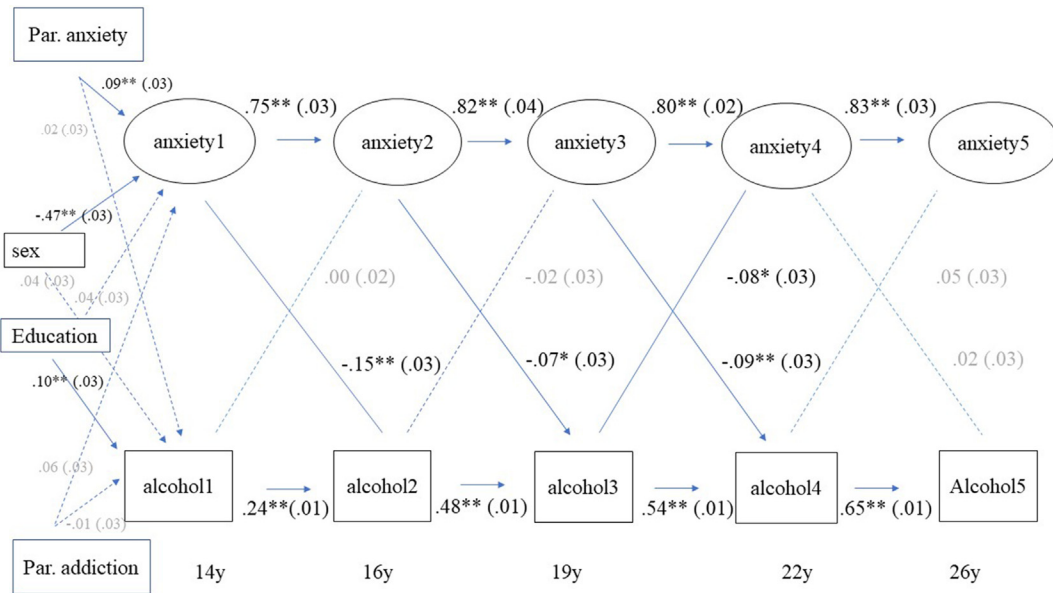 Par. anxiety
.09** (.03)
.75** (.03)
.82** (.04)
.80** (.02)
.83** (.03)
.02 (.03)
anxiety1
anxiety2
anxiety3
anxiety4
anxiety5
-.47** (.03)
sex
.04 (.03)
.04 (.03)
.00 (.02)
-.02 (.03)
-.08* (.03)
.05 (.03)
Education
.10** (.03)
-.15** (.03)
-.07* (.03)
-.09** (.03)
.02 (.03)
.06 (.03)
alcohol1
alcohol2
alcohol3
alcohol4
Alcohol5
.24**(.01)
.48** (.01)
.54** (.01)
.65** (.01)
-.01 (.03)
Par. addiction
14y
16y
19y
22y
26y